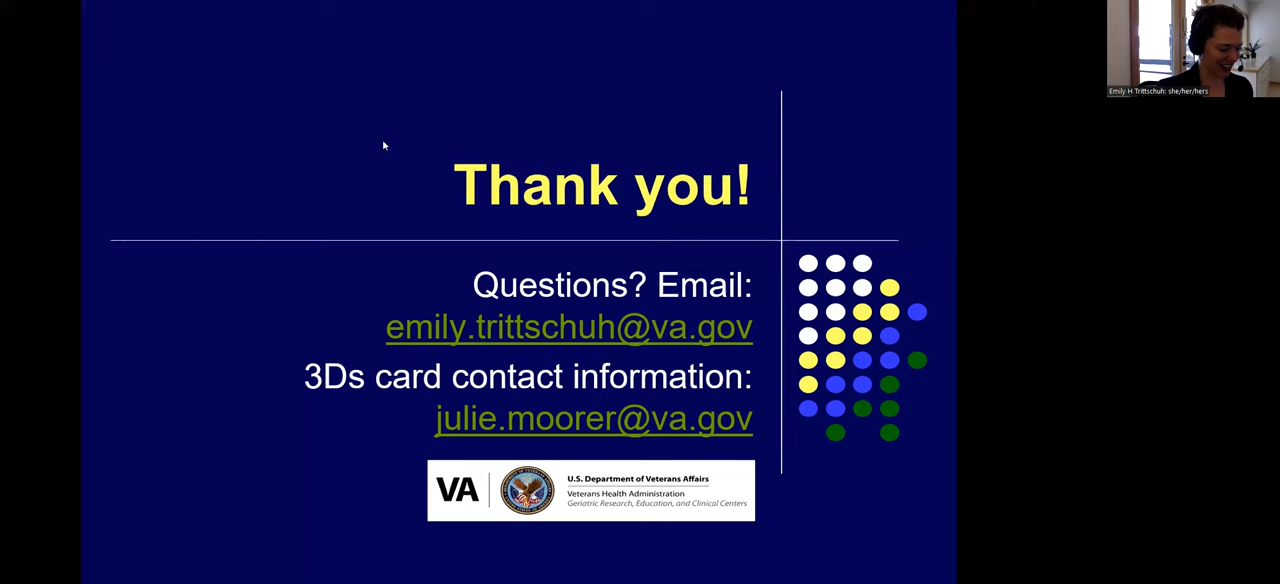 Thank you!
Questions? Email:
emily.trittschuh@va.gov
3Ds card contact information:
julie.moorer@va.gov
VA
U.S. Department of Veterans Affairs
Veterans Health Administration
Geriatric Research, Education, and Clinical Centers
Emily H Trittschuh: she/her/hers